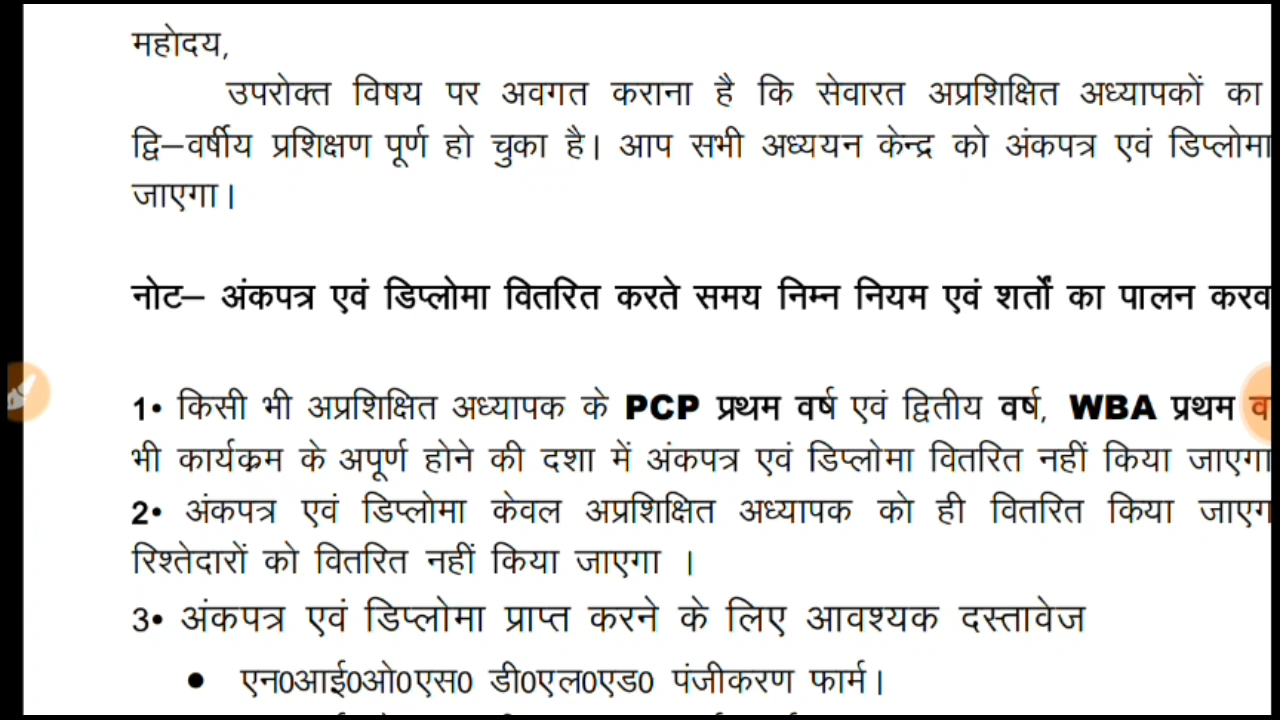 महोदय,
उपरोक्त विषय पर अवगत कराना है कि सेवारत अप्रशिक्षित अध्यापकों का
द्वि–वर्षीय प्रशिक्षण पूर्ण हो चुका है। आप सभी अध्ययन केन्द्र को अंकपत्र एवं डिप्लोमा
जाएगा।
नोट– अंकपत्र एवं डिप्लोमा वितरित करते समय निम्न नियम एवं शर्तों का पालन करव
1• किसी भी अप्रशिक्षित अध्यापक के PCP प्रथम वर्ष एवं द्वितीय वर्ष, WBA प्रथम व
भी कार्यक्रम के अपूर्ण होने की दशा में अंकपत्र एवं डिप्लोमा वितरित नहीं किया जाएगा
2• अंकपत्र एवं डिप्लोमा केवल अप्रशिक्षित अध्यापक को ही वितरित किया जाएग
रिश्तेदारों को वितरित नहीं किया जाएगा ।
3• अंकपत्र एवं डिप्लोमा प्राप्त करने के लिए आवश्यक दस्तावेज
● एन0आई0ओ0एस0 डी0एल0एड0 पंजीकरण फार्म।